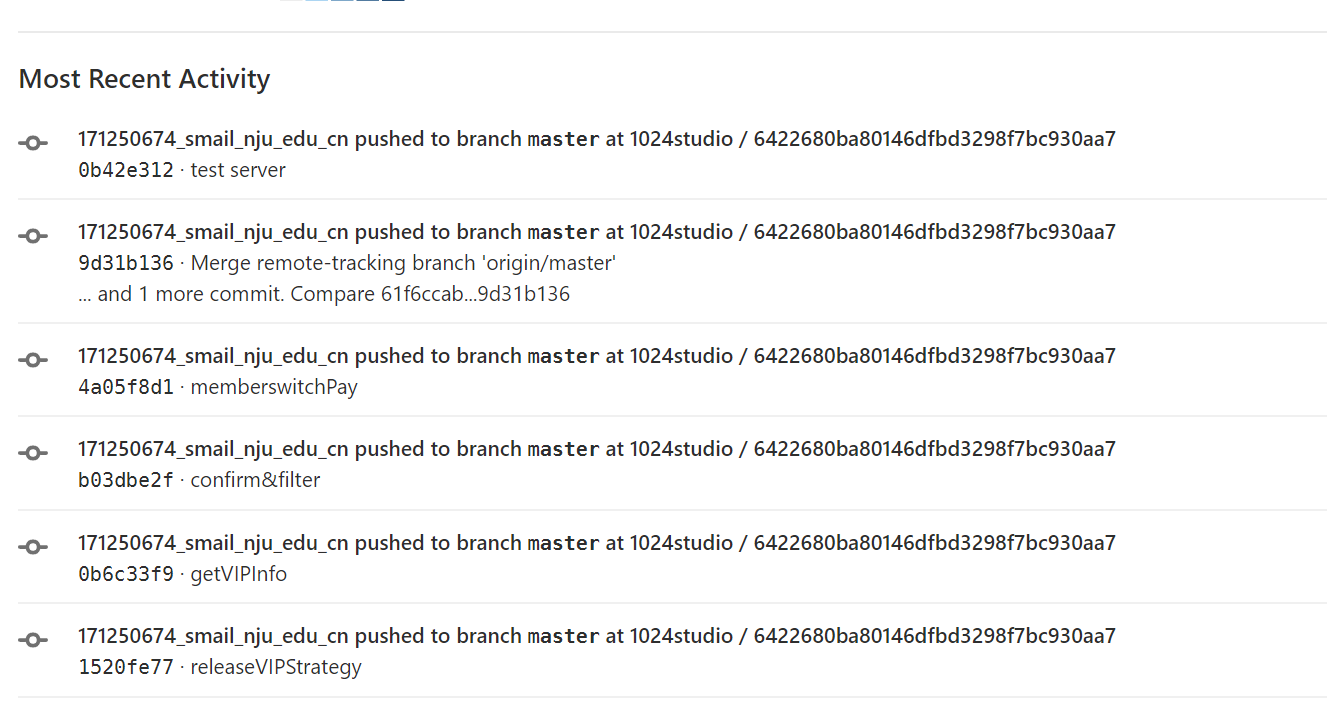 Most Recent Activity
171250674_smail_nju_edu_cn pushed to branch master at 1024studio / 6422680ba80146dfbd3298f7bc930aa7
0b42e312 · test server
171250674_smail_nju_edu_cn pushed to branch master at 1024studio / 6422680ba80146dfbd3298f7bc930aa7
9d31b136 · Merge remote-tracking branch 'origin/master'
... and 1 more commit. Compare 61f6ccab...9d31b136
171250674_smail_nju_edu_cn pushed to branch master at 1024studio / 6422680ba80146dfbd3298f7bc930aa7
4a05f8d1 · memberswitchPay
171250674_smail_nju_edu_cn pushed to branch master at 1024studio / 6422680ba80146dfbd3298f7bc930aa7
b03dbe2f · confirm&filter
171250674_smail_nju_edu_cn pushed to branch master at 1024studio / 6422680ba80146dfbd3298f7bc930aa7
0b6c33f9 · getVIPInfo
171250674_smail_nju_edu_cn pushed to branch master at 1024studio / 6422680ba80146dfbd3298f7bc930aa7
1520fe77 · releaseVIPStrategy